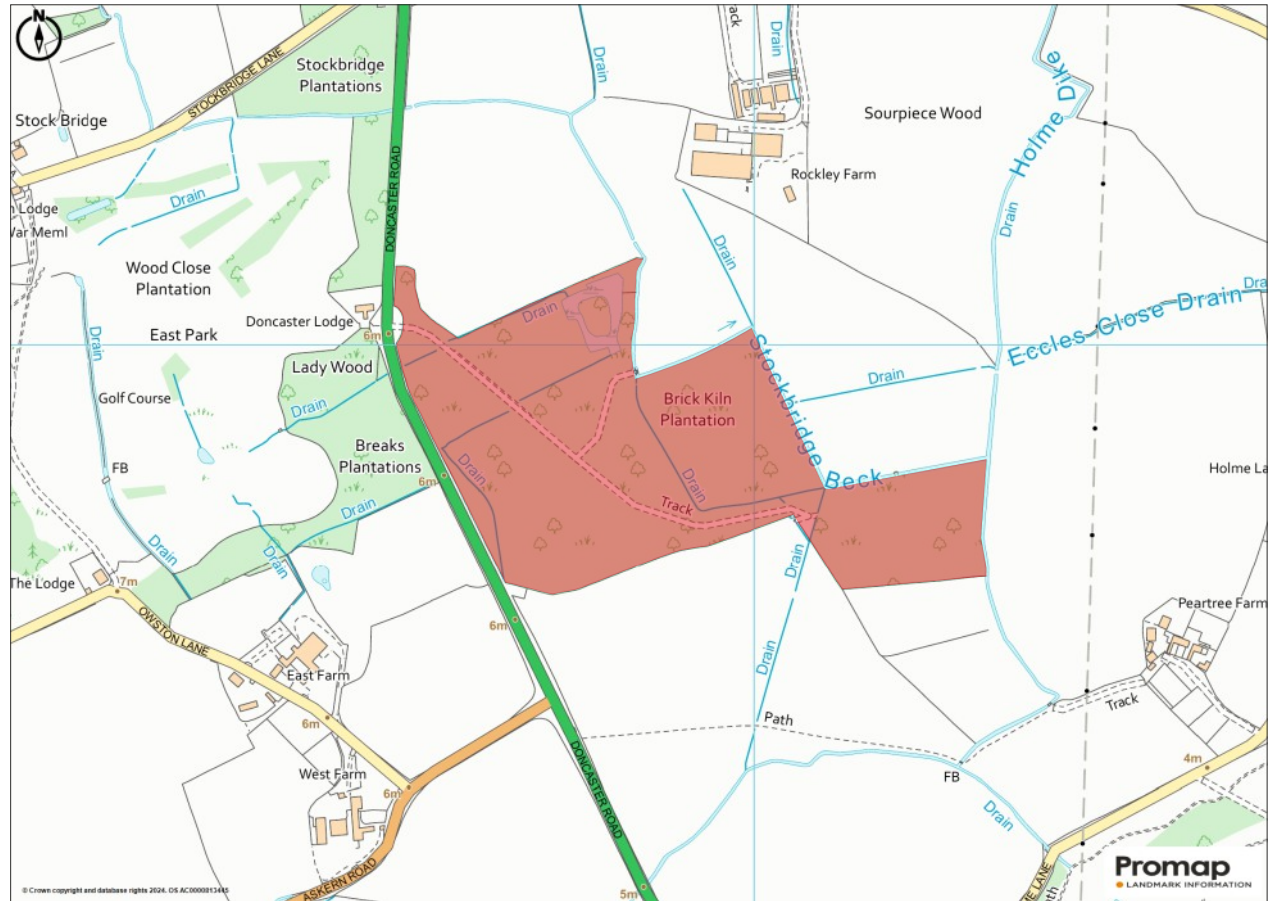 N
Stockbridge
Plantations
STOCKBRIDGE LANE
Stock Bridge
Drain
Drain
Drain
Holme Dike
Sourpiece Wood
Rockley Farm
DONCASTER ROAD
Drain
Lodge
War Meml
Wood Close
Plantation
Drain
Drain
Doncaster Lodge
6m
East Park
Drain
Lady Wood
Drain
Eccles Close Drain
Drain
Golf Course
Drain
Brick Kiln
Plantation
Stockbridge Beck
Breaks
Plantations
6m
FB
Drain
Drain
Drain
Track
Holme La
Drain
Drain
Drain
The Lodge
7m
OWSTON LANE
6m
Peartree Farm
East Farm
Drain
6m
Path
Track
DONCASTER ROAD
West Farm
6m
FB
4m
Drain
ASKERN ROAD
5m
NE LANE
Promap
LANDMARK INFORMATION
© Crown copyright and database rights 2024. OS AC0000813445